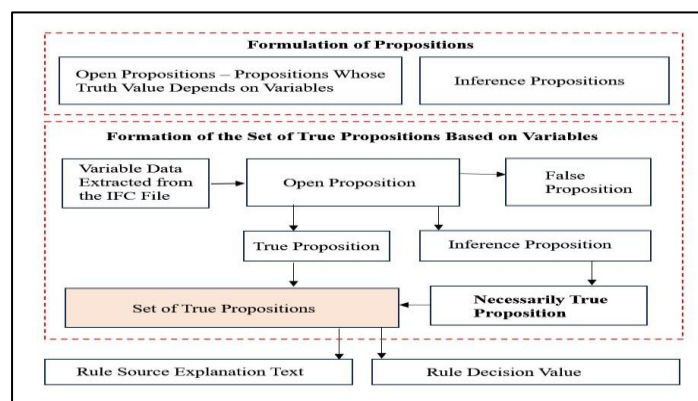 Formulation of Propositions
Open Propositions – Propositions Whose
Truth Value Depends on Variables
Inference Propositions
Formation of the Set of True Propositions Based on Variables
Variable Data
Extracted from
the IFC File
Open Proposition
False
Proposition
True Proposition
Inference Proposition
Set of True Propositions
Necessarily True
Proposition
Rule Source Explanation Text
Rule Decision Value